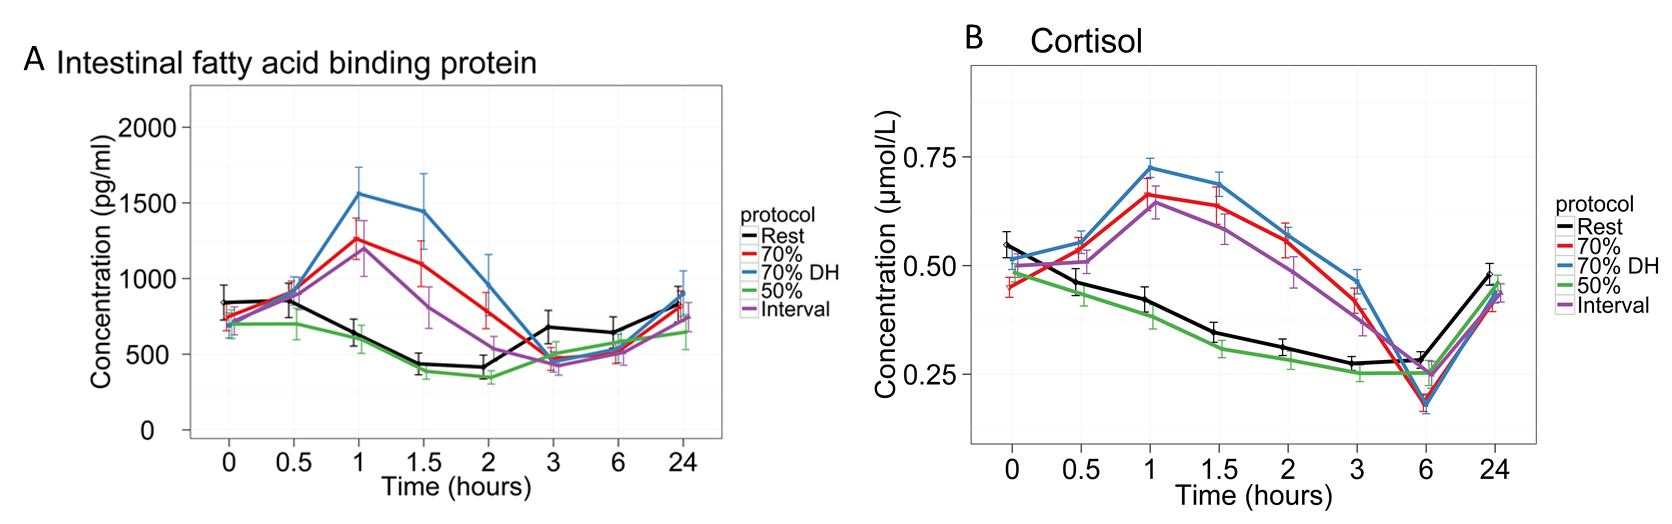 A Intestinal fatty acid binding protein
Concentration (pg/ml)
2000
1500
1000
500
0
0 0.5 1 1.5 2 3 6 24
Time (hours)
protocol
Rest
70%
70% DH
50%
Interval
B Cortisol
Concentration (μmol/L)
0.75
0.50
0.25
0 0.5 1 1.5 2 3 6 24
Time (hours)
protocol
Rest
70%
70% DH
50%
Interval